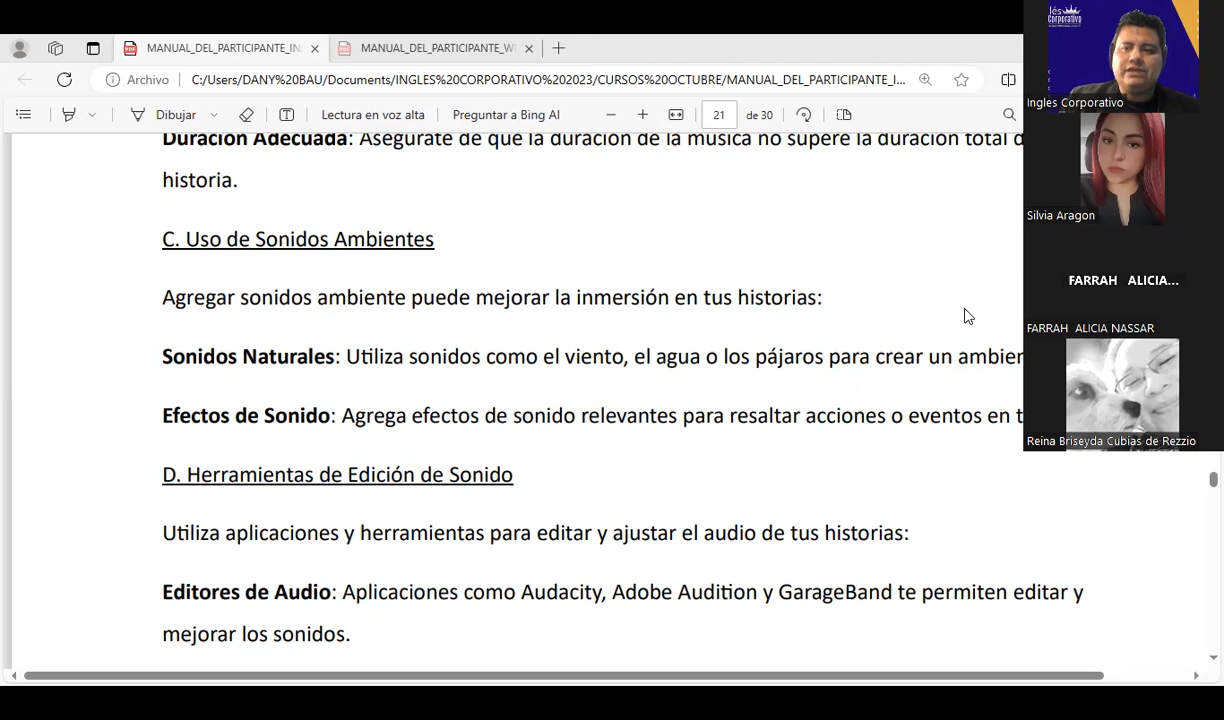 MANUAL_DEL_PARTICIPANTE_IN
MANUAL_DEL_PARTICIPANTE_W
Archivo
C:/Users/DANY%20BAU/Documents/INGLES%20CORPORATIVO%202023/CURSOS%20OCTUBRE/MANUAL_DEL_PARTICIPANTE_I...
Dibujar
Lectura en voz alta
Preguntar a Bing AI
21
de 30
Duración Adecuada: Asegúrate de que la duración de la música no supere la duración total d
historia.
C. Uso de Sonidos Ambientes
Agregar sonidos ambiente puede mejorar la inmersión en tus historias:
Sonidos Naturales: Utiliza sonidos como el viento, el agua o los pájaros para crear un ambien
Efectos de Sonido: Agrega efectos de sonido relevantes para resaltar acciones o eventos en t
D. Herramientas de Edición de Sonido
Utiliza aplicaciones y herramientas para editar y ajustar el audio de tus historias:
Editores de Audio: Aplicaciones como Audacity, Adobe Audition y GarageBand te permiten editar y
mejorar los sonidos.
lés
Corporativo
Ingles Corporativo
Silvia Aragon
FARRAH ALICIA...
FARRAH ALICIA NASSAR
Reina Briseyda Cubias de Rezzio